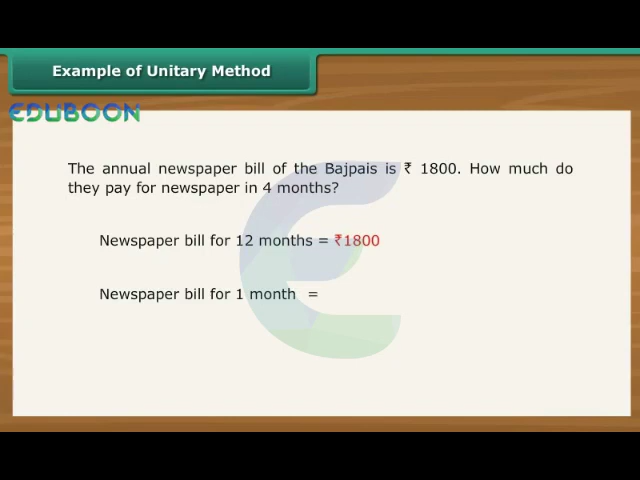 Example of Unitary Method
EDUBOON
The annual newspaper bill of the Bajpais is ₹ 1800. How much do
they pay for newspaper in 4 months?
Newspaper bill for 12 months = ₹1800
Newspaper bill for 1 month =